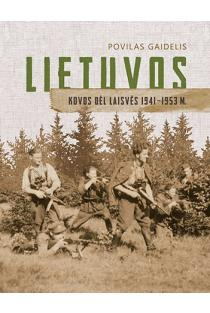 POVILAS GAIDELIS
LIETUVOS
KOVOS DĖL LAISVĖS 1941–1953 M.